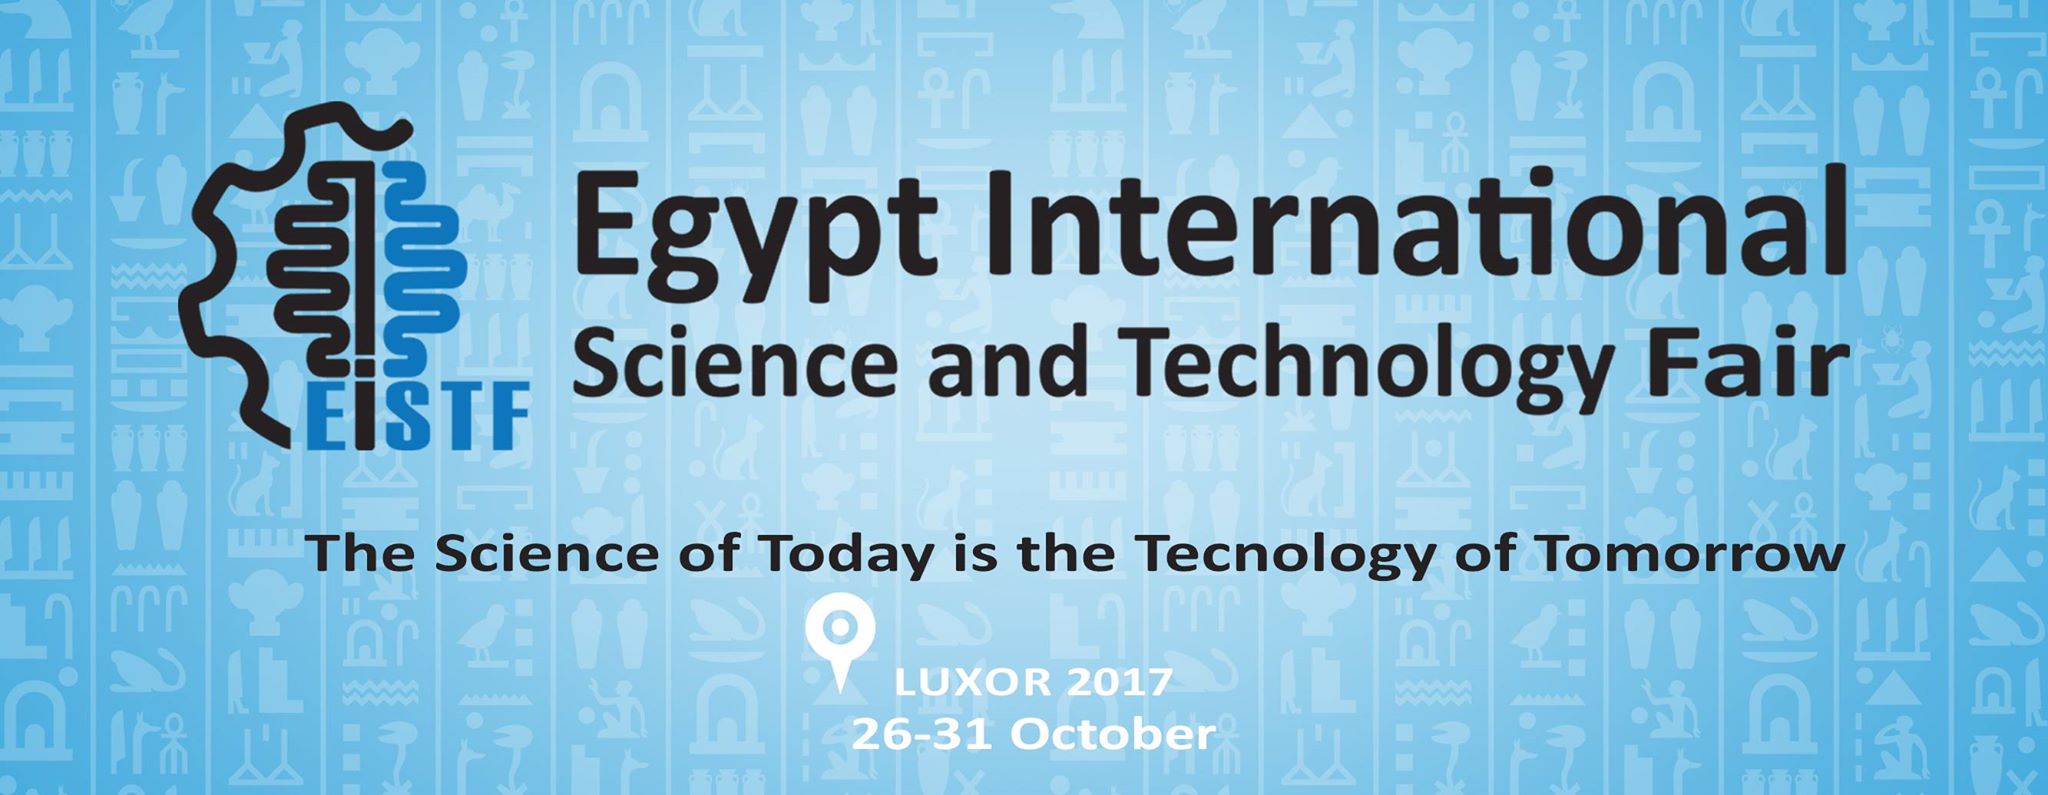 EiSTF
Egypt International
Science and Technology Fair
The Science of Today is the Tecnology of Tomorrow
LUXOR 2017
26-31 October